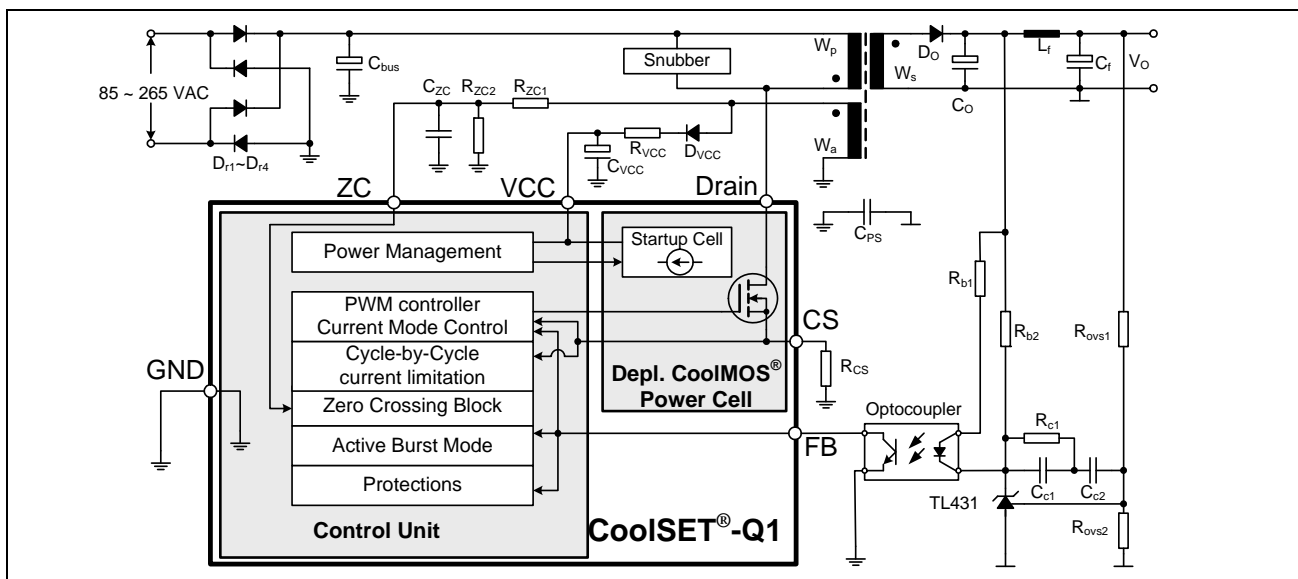 Snubber
W_p
W_s
D_O
L_f
C_f
V_O
C_bus
C_O
85 ~ 265 VAC
C_ZC
R_ZC2
R_ZC1
W_a
R_VCC
D_VCC
C_VCC
D_r1~D_r4
ZC
VCC
Drain
C_PS
Power Management
Startup Cell
R_b1
PWM controller
Current Mode Control
Cycle-by-Cycle
current limitation
Zero Crossing Block
Active Burst Mode
Protections
CS
R_CS
R_b2
R_ovs1
GND
Depl. CoolMOS®
Power Cell
Optocoupler
R_c1
FB
C_c1
C_c2
TL431
R_ovs2
Control Unit
CoolSET®-Q1